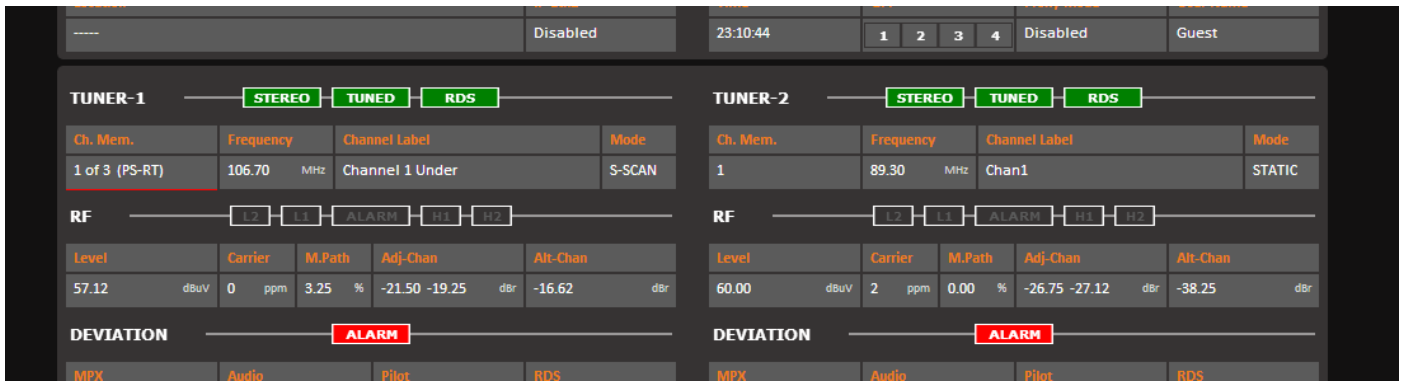 ----- Disabled 23:10:44 1 2 3 4 Disabled Guest
TUNER-1 STEREO TUNED RDS
Ch. Mem. Frequency Channel Label Mode
1 of 3 (PS-RT) 106.70 MHz Channel 1 Under S-SCAN
RF L2 L1 ALARM H1 H2
Level Carrier M.Path Adj-Chan Alt-Chan
57.12 dBuV 0 ppm 3.25 % -21.50 -19.25 dBr -16.62 dBr
DEVIATION ALARM
MPX Audio Pilot RDS
TUNER-2 STEREO TUNED RDS
Ch. Mem. Frequency Channel Label Mode
1 89.30 MHz Chan1 STATIC
RF L2 L1 ALARM H1 H2
Level Carrier M.Path Adj-Chan Alt-Chan
60.00 dBuV 2 ppm 0.00 % -26.75 -27.12 dBr -38.25 dBr
DEVIATION ALARM
MPX Audio Pilot RDS